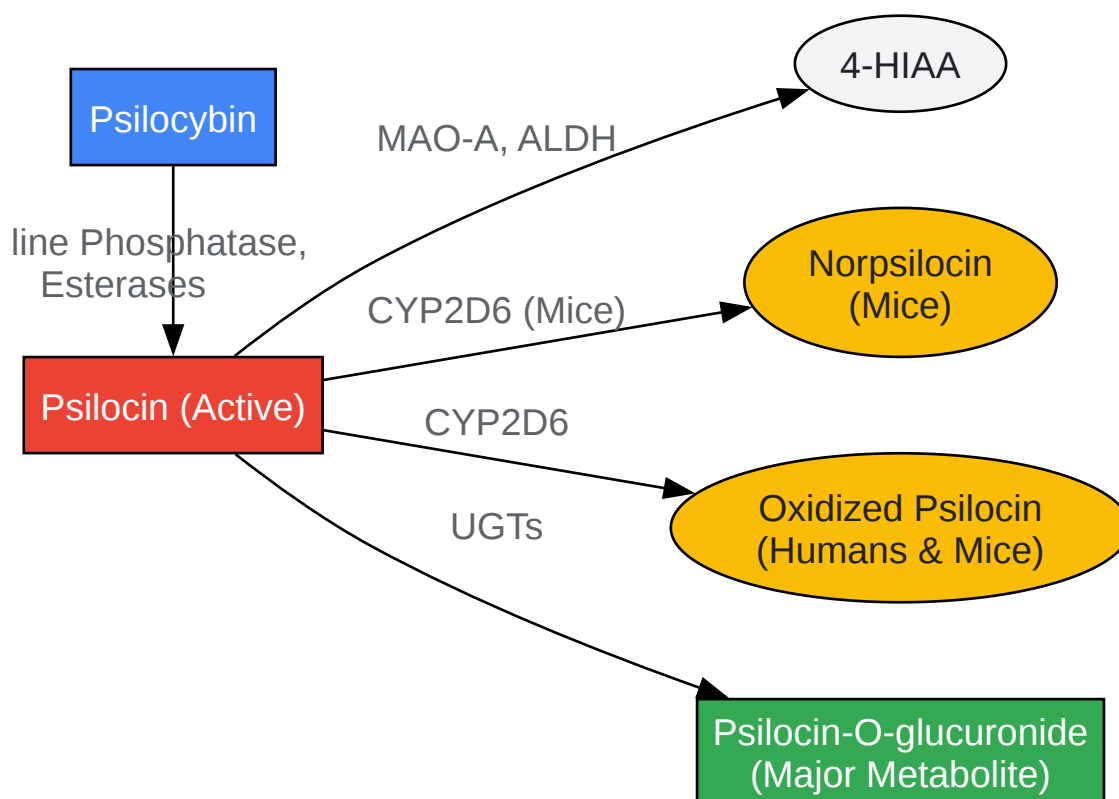 4-HIAA
Psilocybin
MAO-A, ALDH
line Phosphatase,
Esterases
Norpsilocin
(Mice)
CYP2D6 (Mice)
Psilocin (Active)
CYP2D6
Oxidized Psilocin
(Humans & Mice)
UGTs
Psilocin-O-glucuronide
(Major Metabolite)